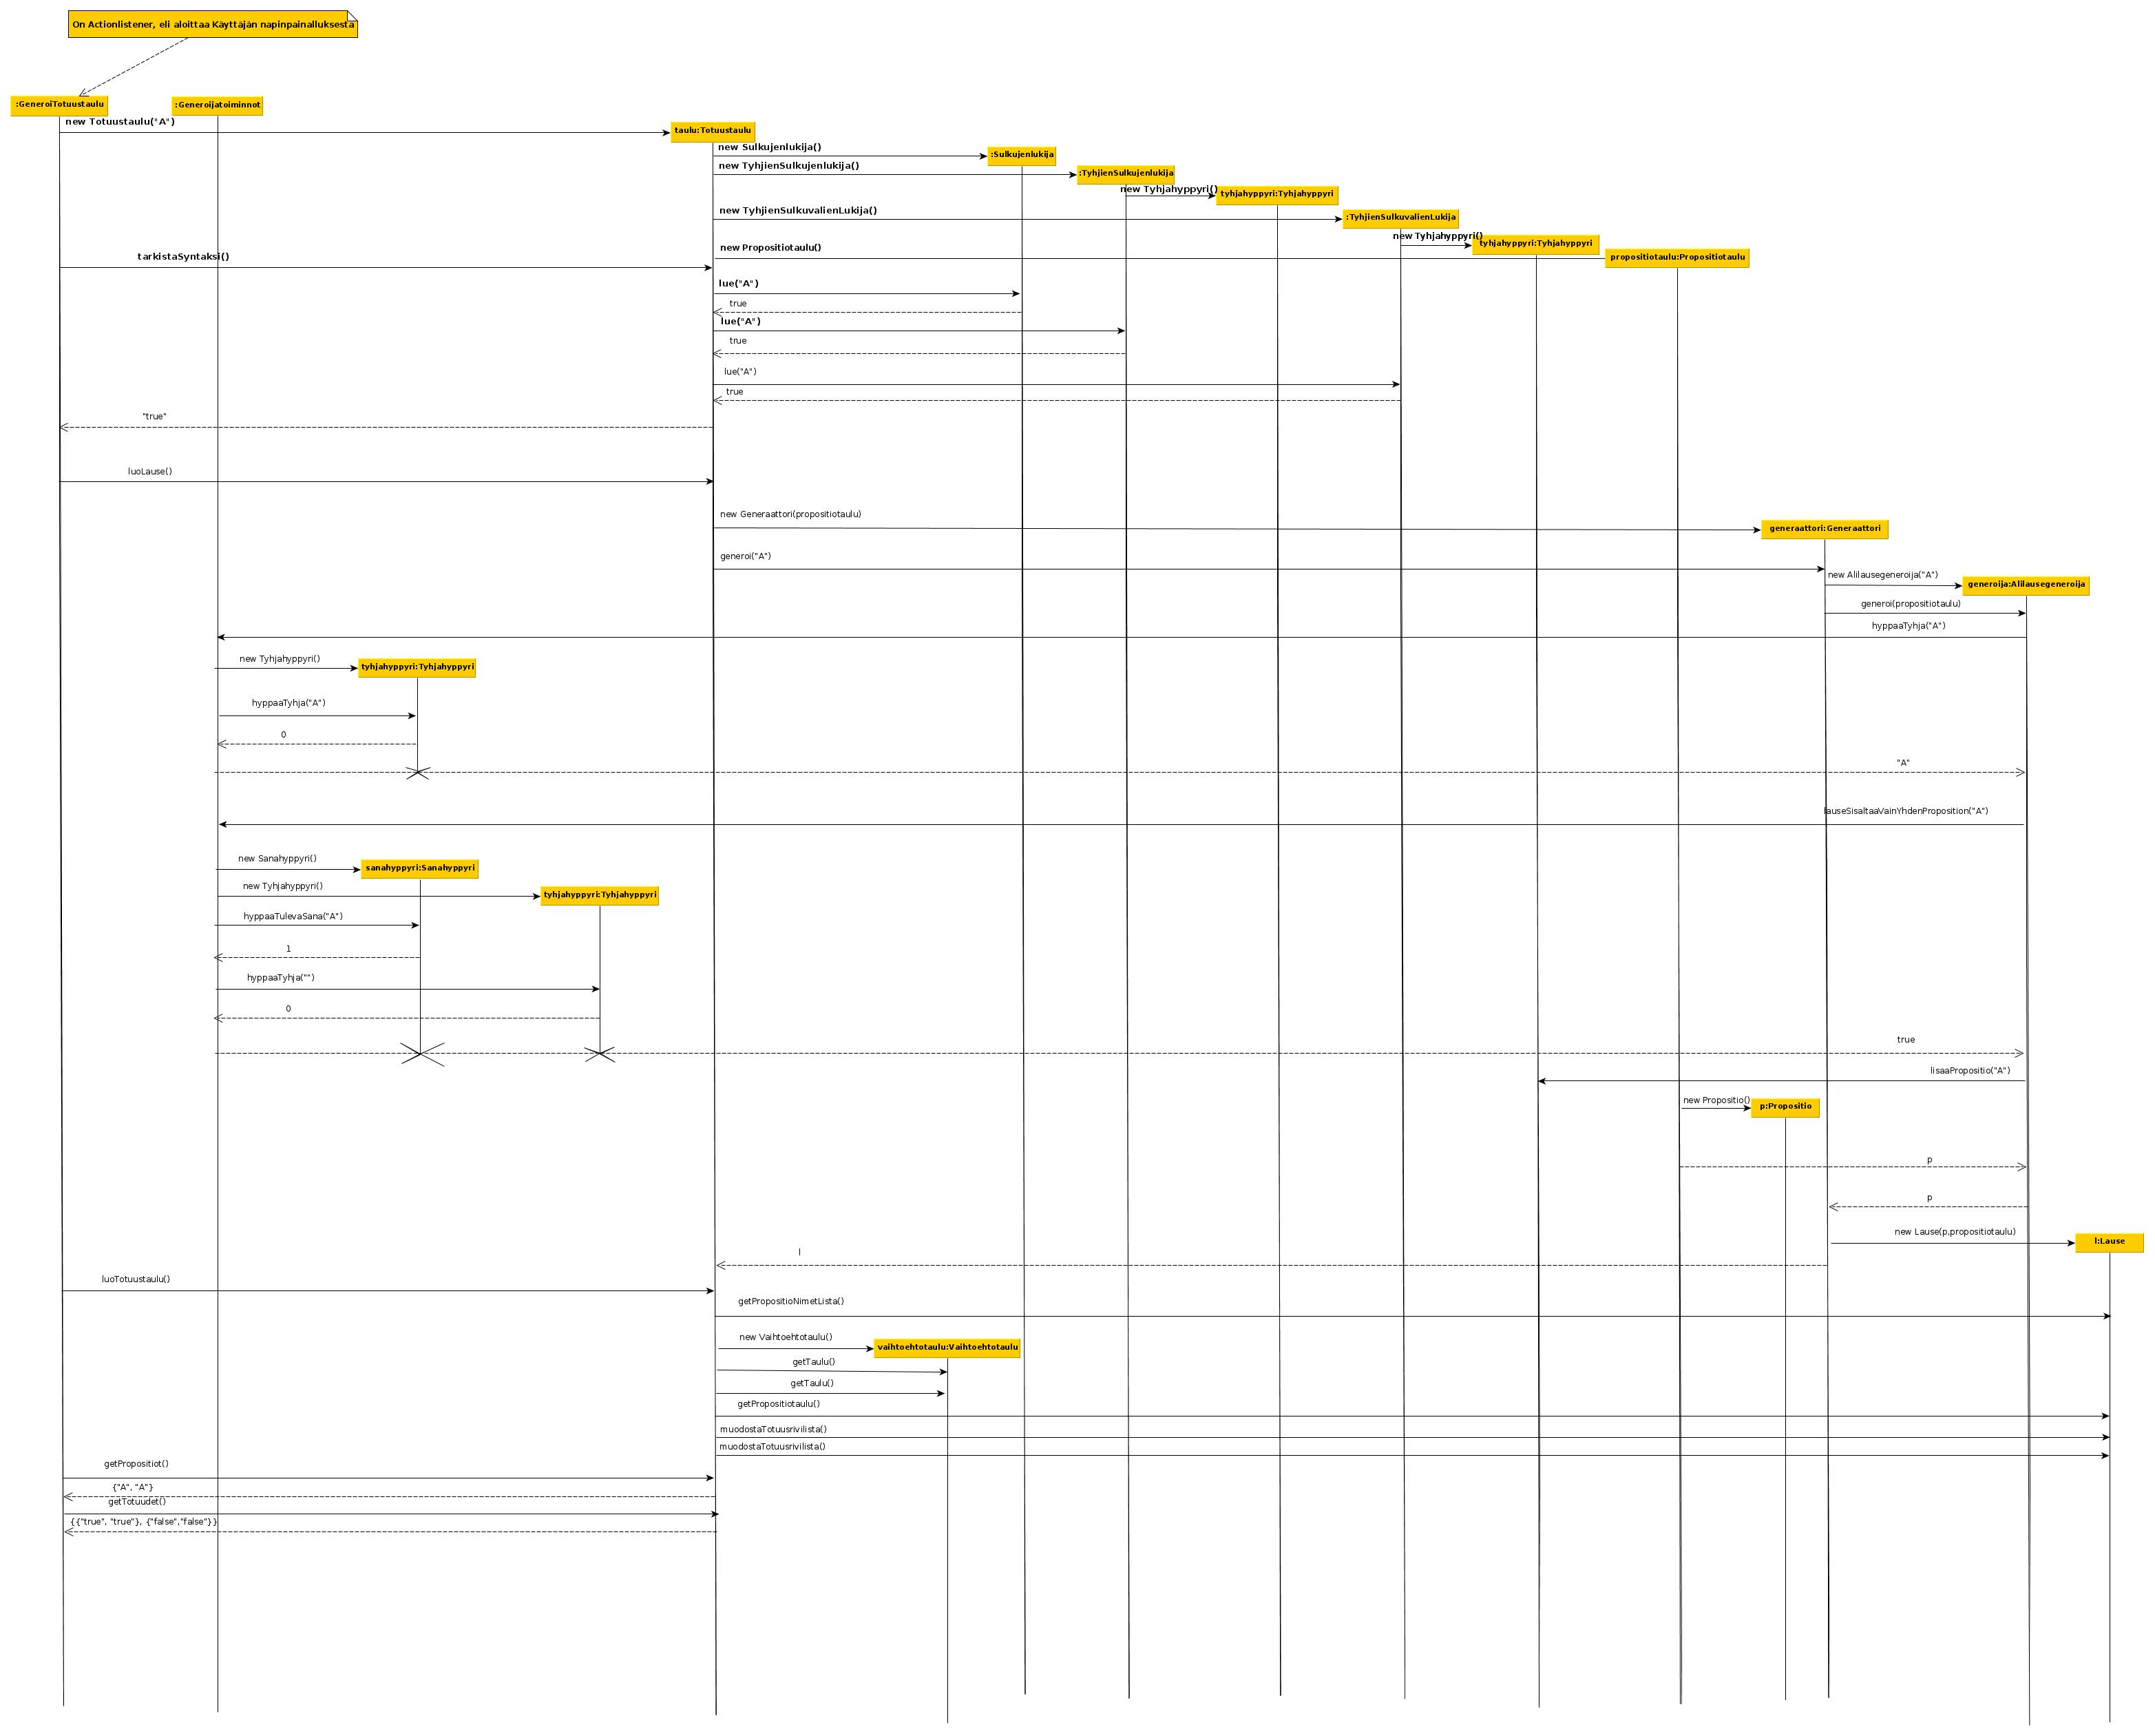 On Actionlistener, eli aloittaa Käyttäjän napinpainalluksesta
:GeneroiTotuustaulu
:Generoijatoiminnot
new Totuustaulu("A")
taulu:Totuustaulu
new Sulkujenlukija()
:Sulkujenlukija
new TyhjienSulkujenlukija()
:TyhjienSulkujenlukija
new Tyhjahyppyri()
tyhjahyppyri:Tyhjahyppyri
new TyhjienSulkuvalienLukija()
:TyhjienSulkuvalienLukija
new Tyhjahyppyri()
tyhjahyppyri:Tyhjahyppyri
new Propositiotaulu()
propositiotaulu:Propositiotaulu
tarkistaSyntaksi()
lue("A")
true
lue("A")
true
lue("A")
true
"true"
luoLause()
new Generaattori(propositiotaulu)
generaattori:Generaattori
generoi("A")
new Alilausegeneroija("A")
generoija:Alilausegeneroija
generoi(propositiotaulu)
hyppaaTyhja("A")
new Tyhjahyppyri()
tyhjahyppyri:Tyhjahyppyri
hyppaaTyhja("A")
0
"A"
lauseSisaltaaVainYhdenProposition("A")
new Sanahyppyri()
sanahyppyri:Sanahyppyri
new Tyhjahyppyri()
tyhjahyppyri:Tyhjahyppyri
hyppaaTulevaSana("A")
1
hyppaaTyhja("")
0
true
lisaaPropositio("A")
new Propositio()
p:Propositio
p
p
new Lause(p,propositiotaulu)
l:Lause
l
luoTotuustaulu()
getPropositioNimetLista()
new Vaihtoehtotaulu()
vaihtoehtotaulu:Vaihtoehtotaulu
getTaulu()
getTaulu()
getPropositiotaulu()
muodostaTotuusrivilista()
muodostaTotuusrivilista()
getPropositiot()
{"A", "A"}
getTotuudet()
{{"true", "true"}, {"false","false"}}